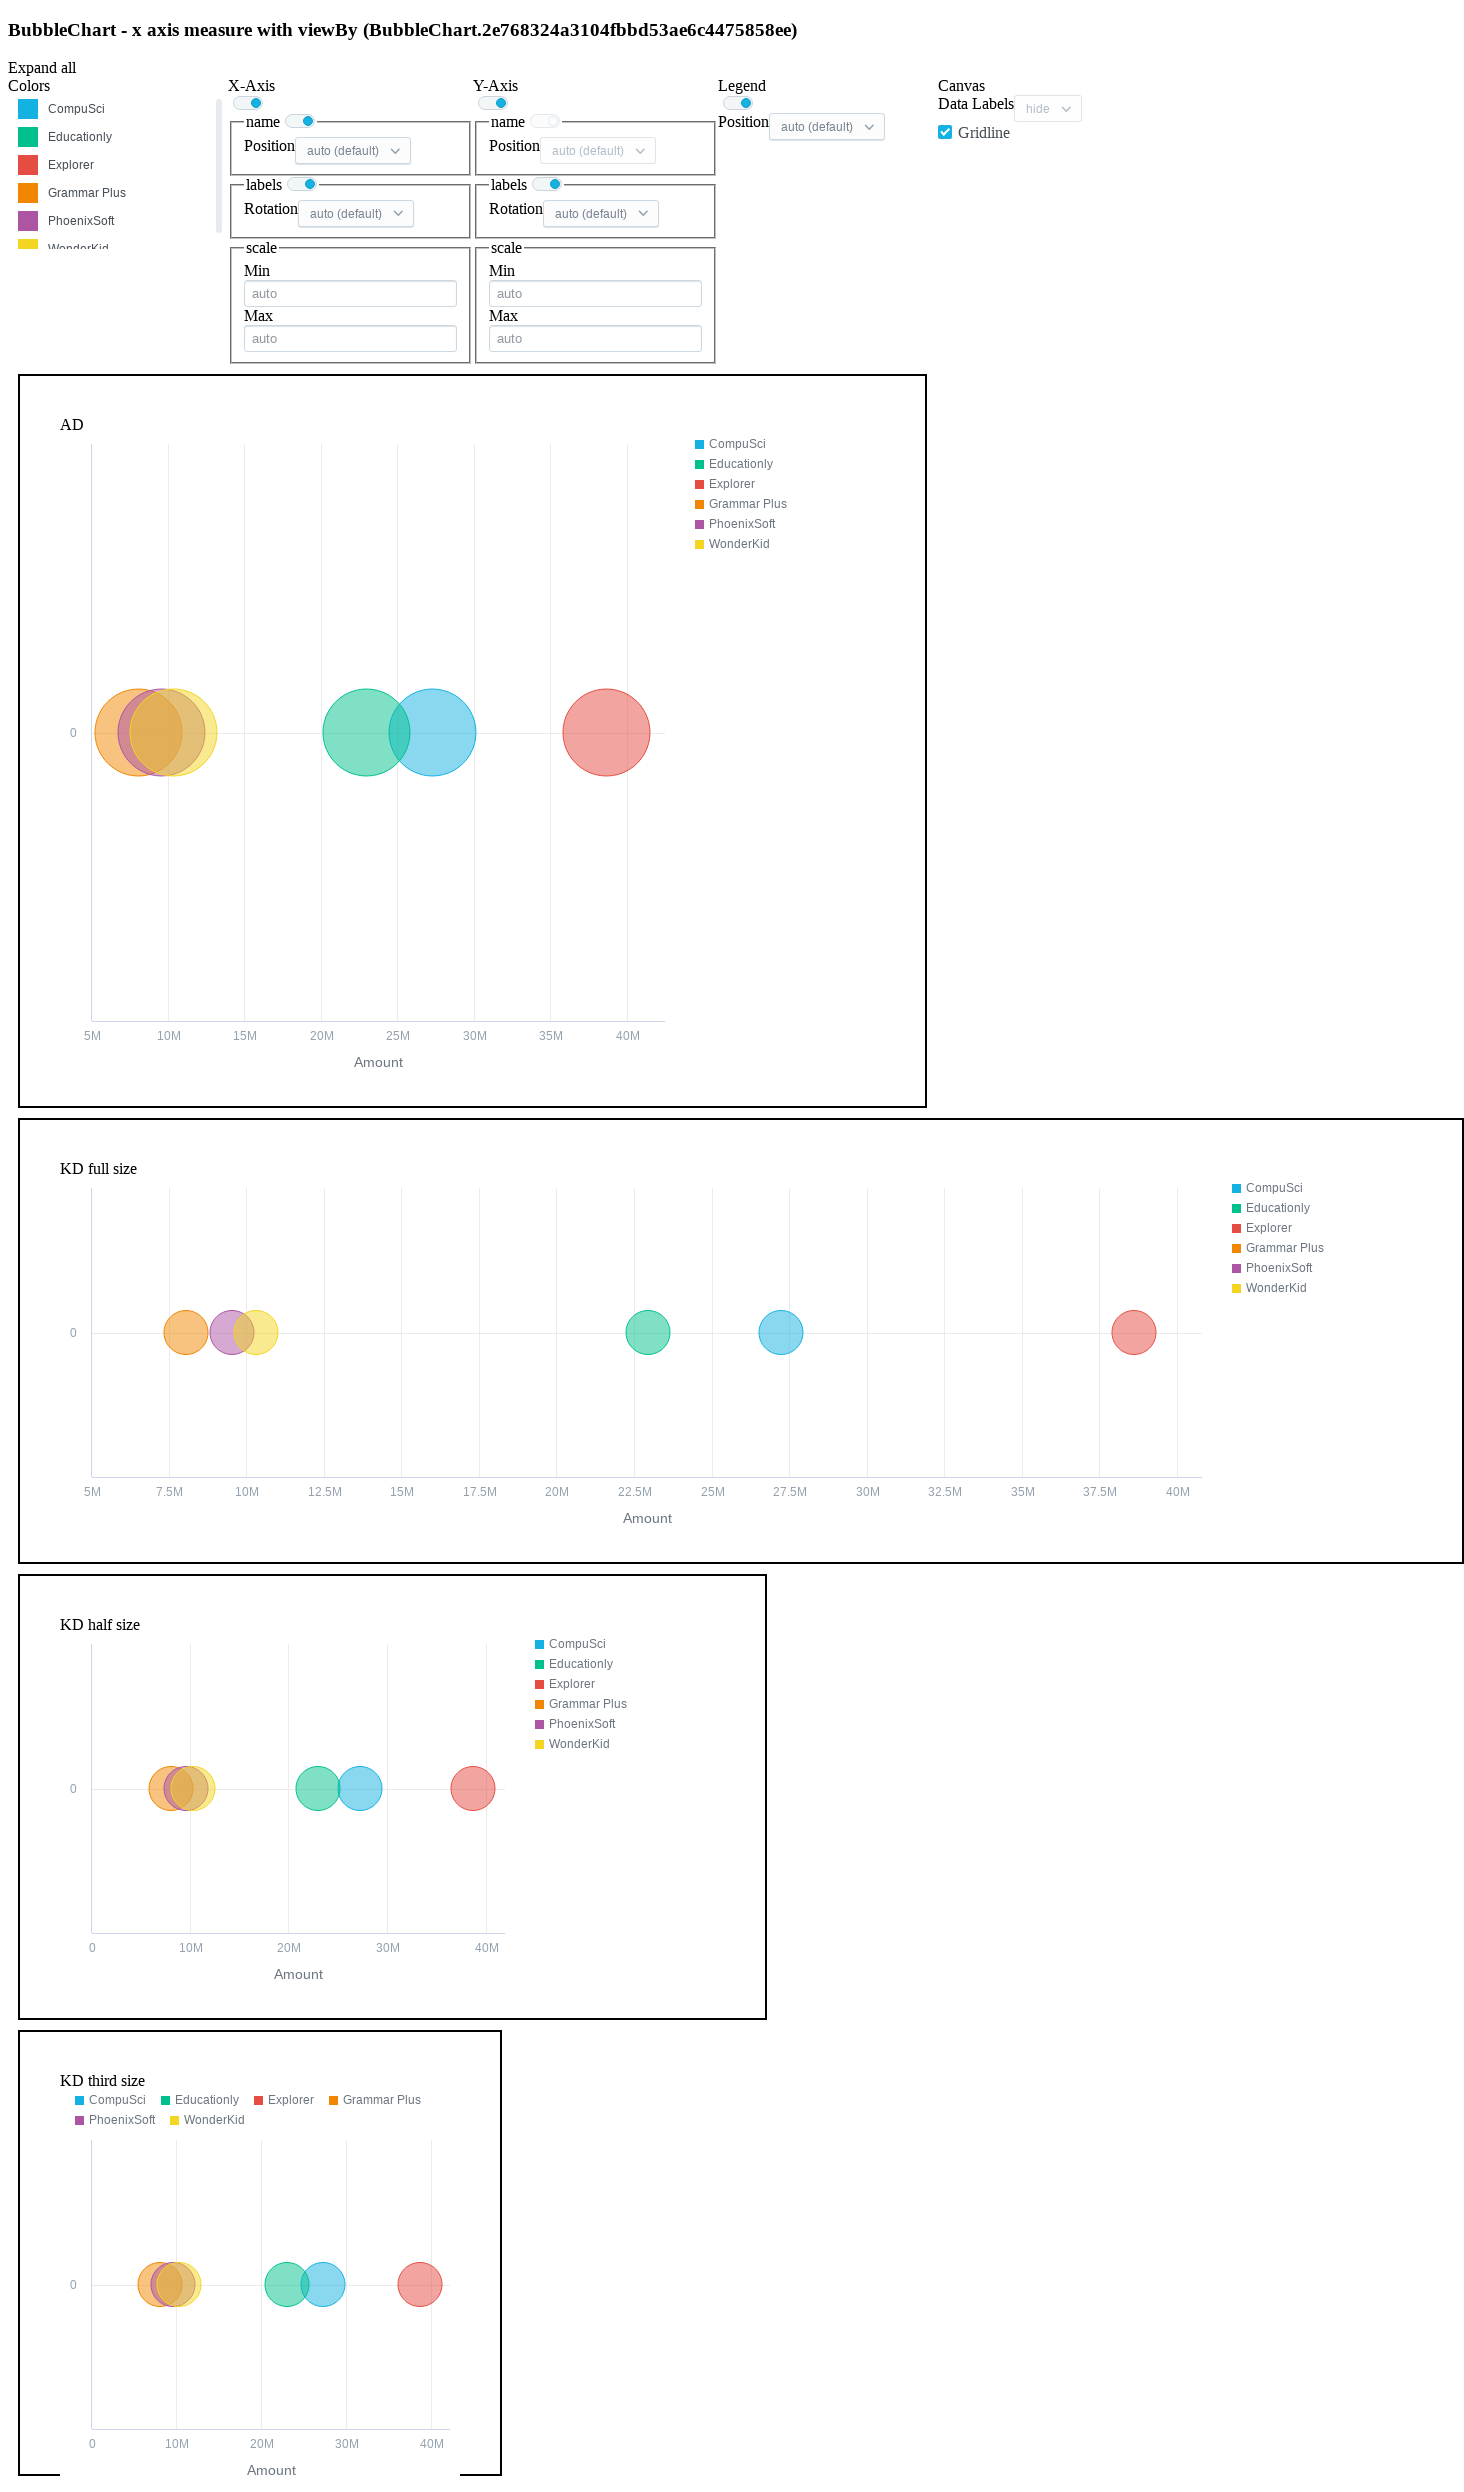 BubbleChart - x axis measure with viewBy (BubbleChart.2e768324a3104fbbd53ae6c4475858ee)
Expand all
Colors
CompuSci
Educationly
Explorer
Grammar Plus
PhoenixSoft
WonderKid
X-Axis
name
Position auto (default)
labels
Rotation auto (default)
scale
Min
auto
Max
auto
Y-Axis
name
Position auto (default)
labels
Rotation auto (default)
scale
Min
auto
Max
auto
Legend
Position auto (default)
Canvas
Data Labels hide
Gridline
AD
CompuSci
Educationly
Explorer
Grammar Plus
PhoenixSoft
WonderKid
0
5M 10M 15M 20M 25M 30M 35M 40M
Amount
KD full size
CompuSci
Educationly
Explorer
Grammar Plus
PhoenixSoft
WonderKid
0
5M 7.5M 10M 12.5M 15M 17.5M 20M 22.5M 25M 27.5M 30M 32.5M 35M 37.5M 40M
Amount
KD half size
CompuSci
Educationly
Explorer
Grammar Plus
PhoenixSoft
WonderKid
0
0 10M 20M 30M 40M
Amount
KD third size
CompuSci Educationly Explorer Grammar Plus
PhoenixSoft WonderKid
0
0 10M 20M 30M 40M
Amount